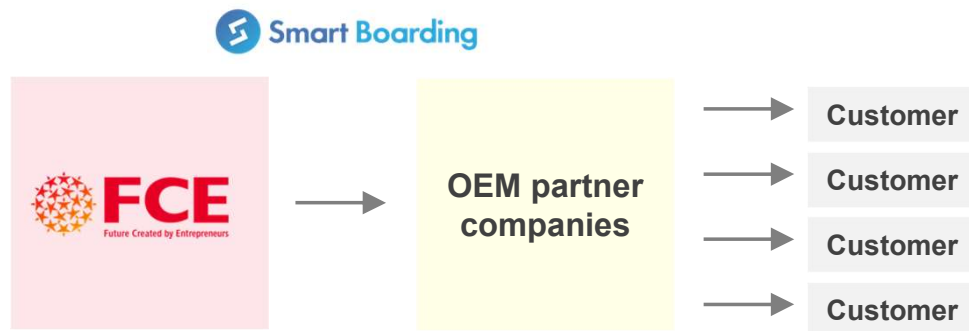 Smart Boarding
FCE
Future Created by Entrepreneurs
OEM partner
companies
Customer
Customer
Customer
Customer